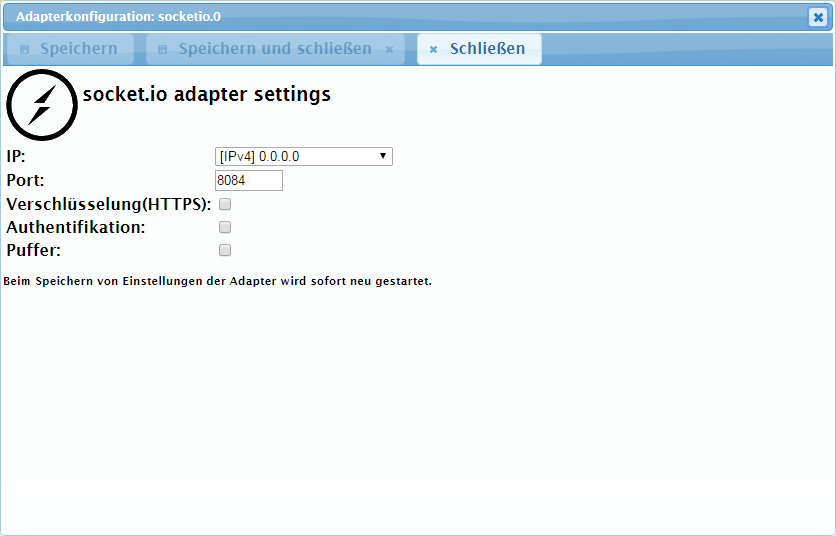 Adapterkonfiguration: socketio.0
Speichern Speichern und schließen Schließen
socket.io adapter settings
IP: [IPv4] 0.0.0.0
Port: 8084
Verschlüsselung(HTTPS):
Authentifikation:
Puffer:
Beim Speichern von Einstellungen der Adapter wird sofort neu gestartet.